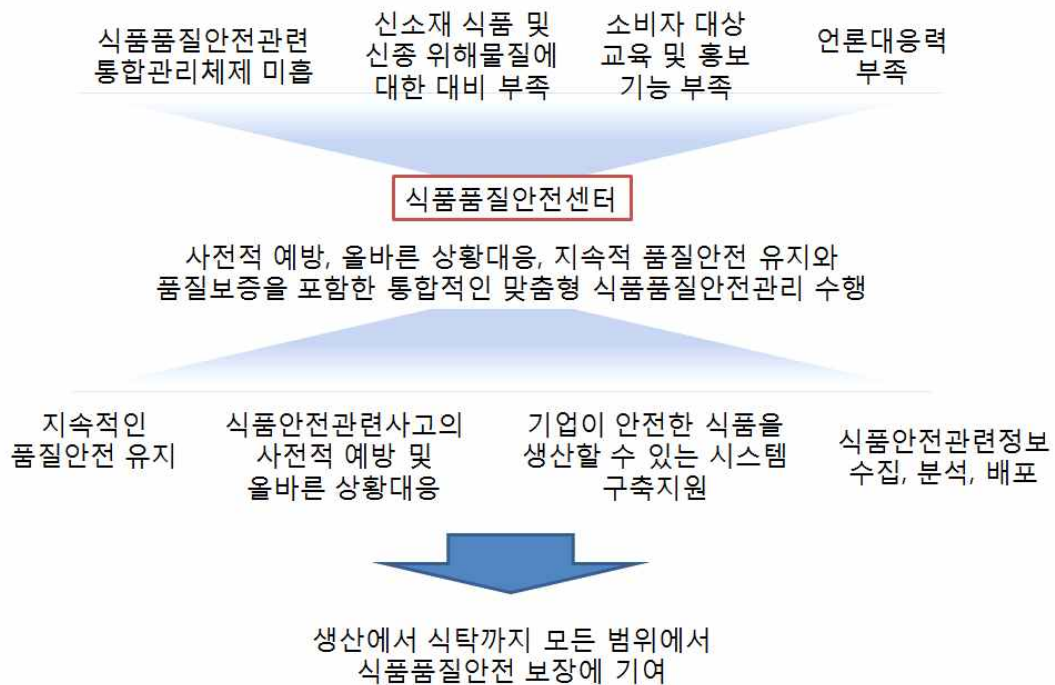 식품품질안전관련
통합관리체제 미흡
신소재 식품 및
신종 위해물질에
대한 대비 부족
소비자 대상
교육 및 홍보
기능 부족
언론대응력
부족
식품품질안전센터
사전적 예방, 올바른 상황대응, 지속적 품질안전 유지와
품질보증을 포함한 통합적인 맞춤형 식품품질안전관리 수행
지속적인
품질안전 유지
식품안전관련사고의
사전적 예방 및
올바른 상황대응
기업이 안전한 식품을
생산할 수 있는 시스템
구축지원
식품안전관련정보
수집, 분석, 배포
생산에서 식탁까지 모든 범위에서
식품품질안전 보장에 기여